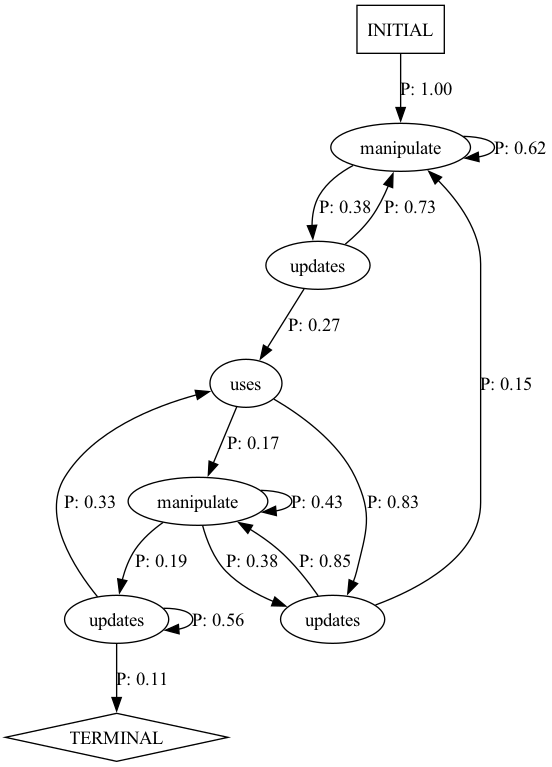 INITIAL
P: 1.00
manipulate
P: 0.62
P: 0.38
P: 0.73
updates
P: 0.27
uses
P: 0.15
P: 0.17
manipulate
P: 0.43
P: 0.33
P: 0.83
P: 0.19
P: 0.38
P: 0.85
updates
P: 0.56
updates
P: 0.11
TERMINAL